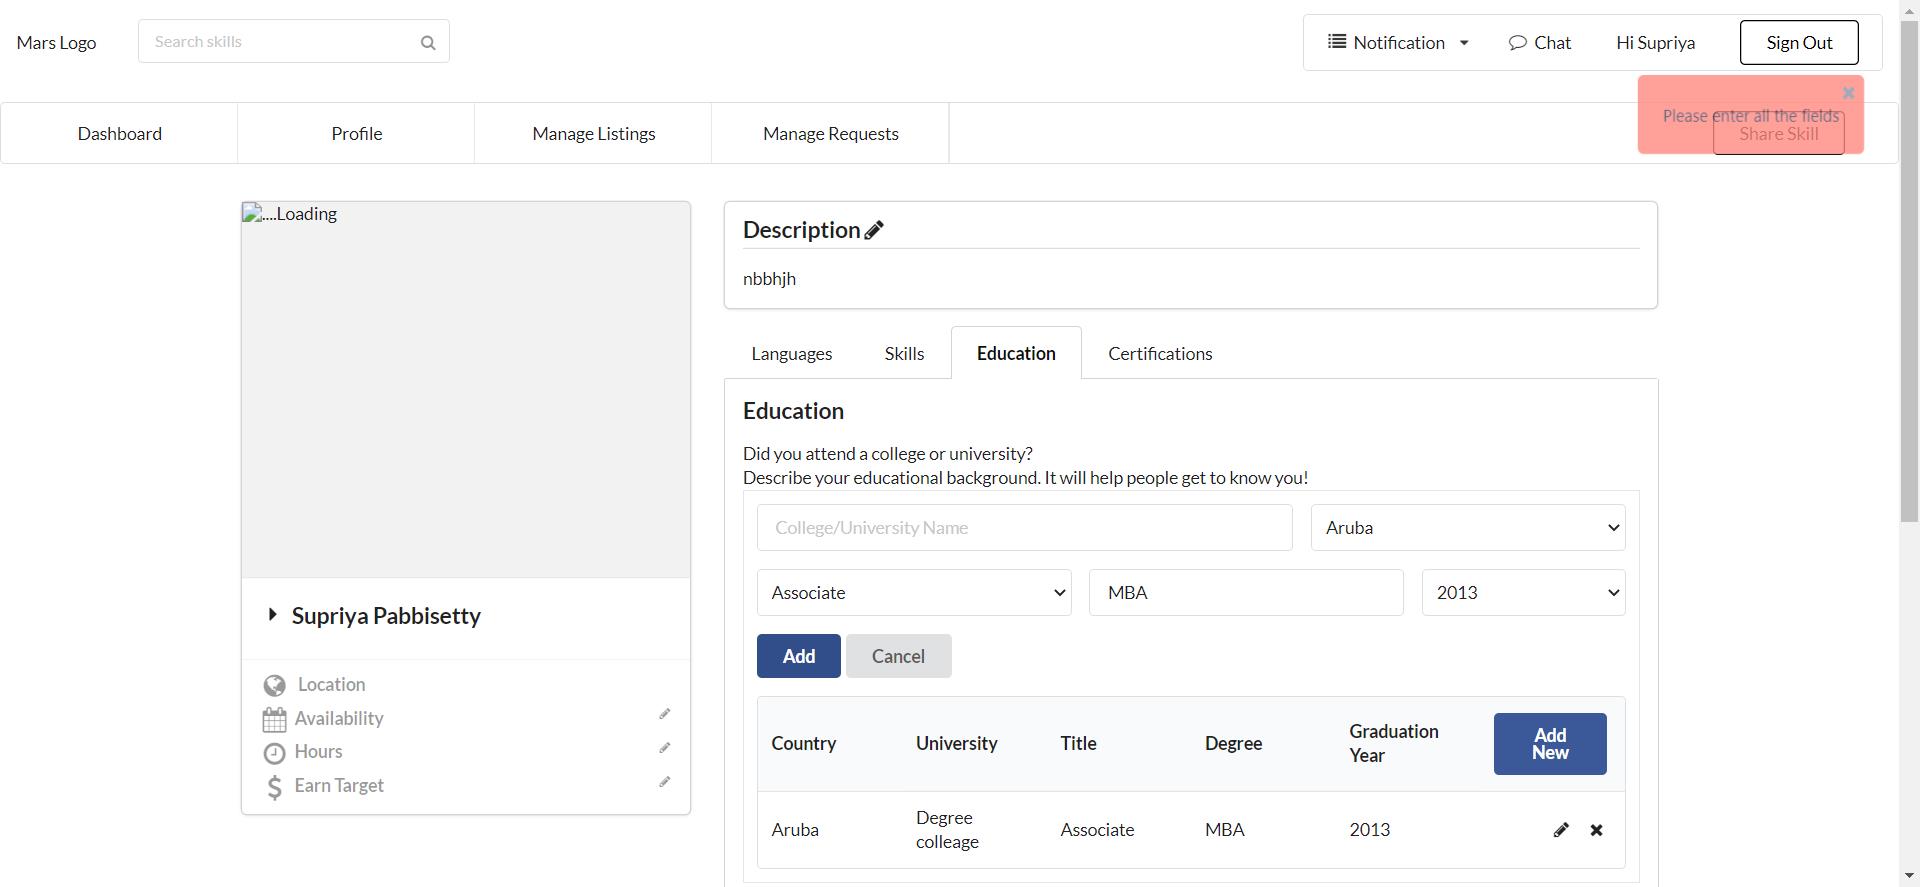 Mars Logo
Search skills
Notification
Chat
Hi Supriya
Sign Out
Please enter all the fields
Dashboard
Profile
Manage Listings
Manage Requests
Share Skill
....Loading
Supriya Pabbisetty
Location
Availability
Hours
Earn Target
Description
nbbhjh
Languages
Skills
Education
Certifications
Education
Did you attend a college or university?
Describe your educational background. It will help people get to know you!
College/University Name
Aruba
Associate
MBA
2013
Add
Cancel
Country
University
Title
Degree
Graduation
Year
Add
New
Aruba
Degree
colleage
Associate
MBA
2013